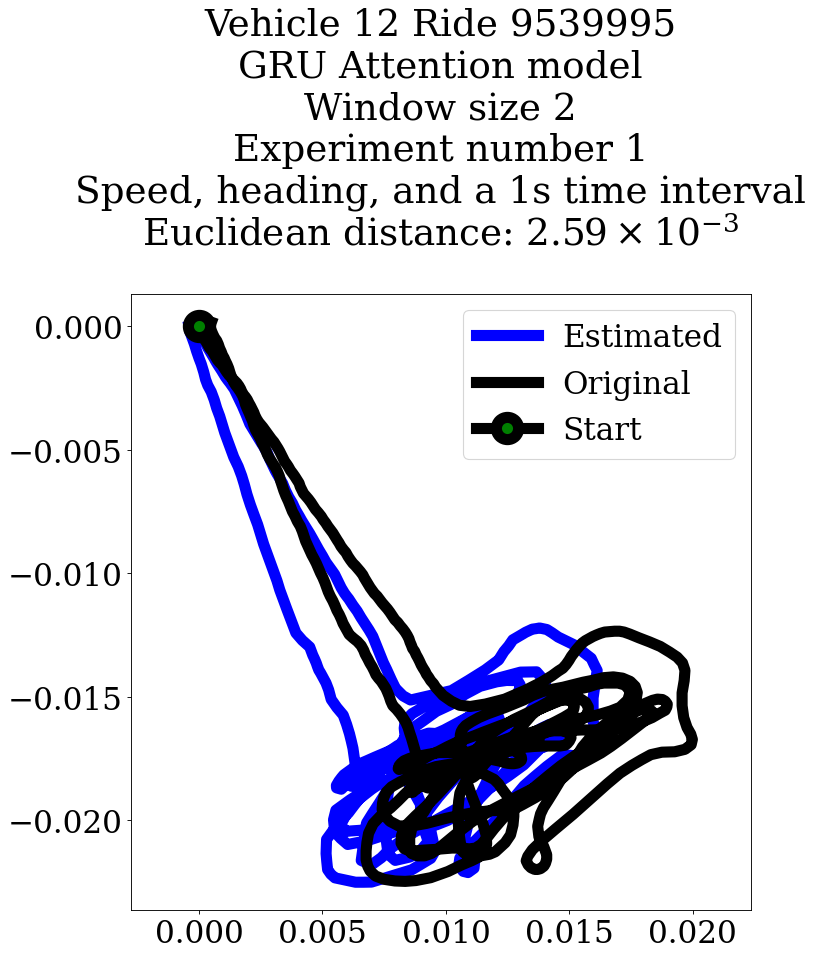 Vehicle 12 Ride 9539995
GRU Attention model
Window size 2
Experiment number 1
Speed, heading, and a 1s time interval
Euclidean distance: 2.59 × 10⁻³
Estimated
Original
Start
0.000
−0.005
−0.010
−0.015
−0.020
0.000 0.005 0.010 0.015 0.020